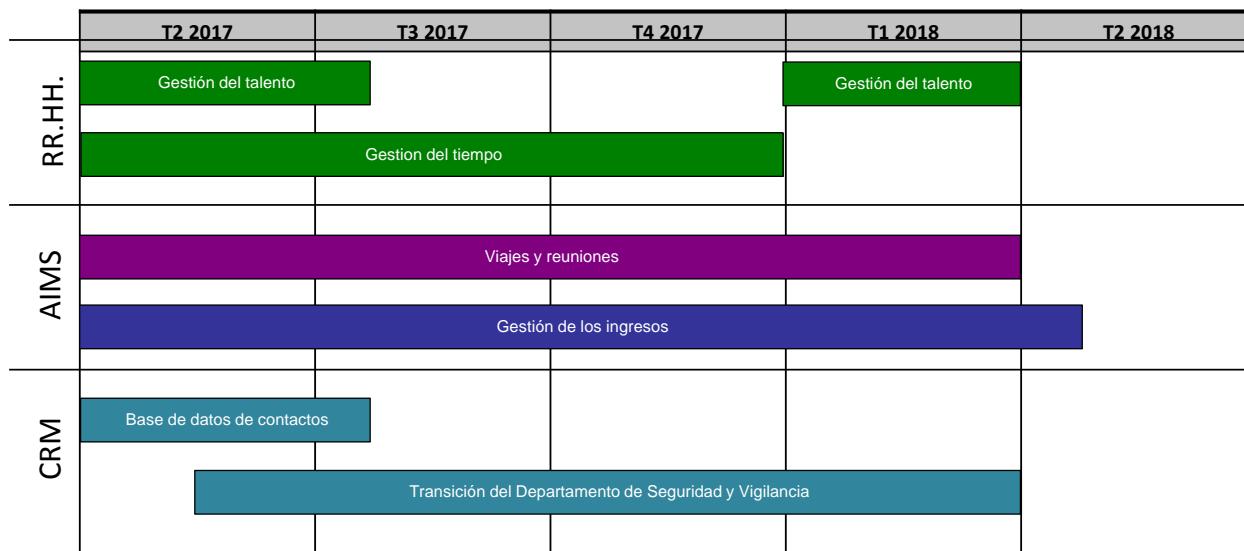 T2 2017 T3 2017 T4 2017 T1 2018 T2 2018
RR.HH.
Gestión del talento Gestión del talento
Gestion del tiempo
AIMS
Viajes y reuniones
Gestión de los ingresos
CRM
Base de datos de contactos
Transición del Departamento de Seguridad y Vigilancia